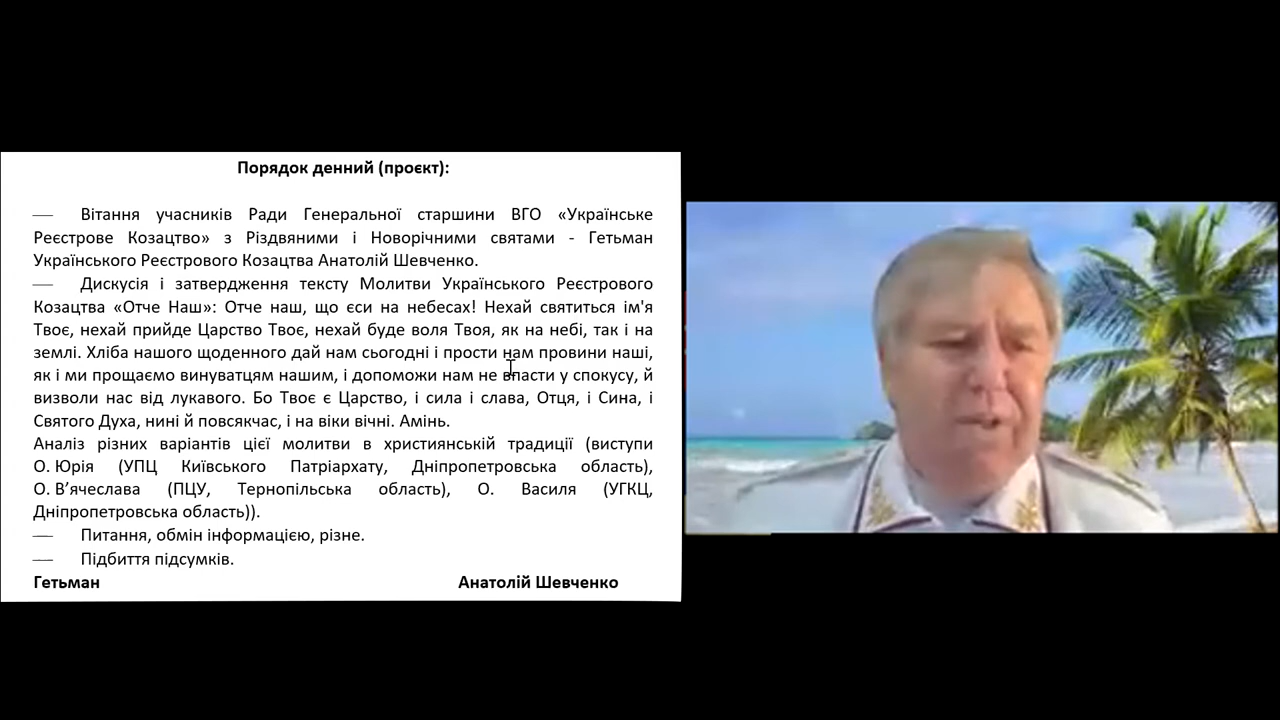 Порядок денний (проєкт):
— Вітання учасників Ради Генеральної старшини ВГО «Українське
Реєстрове Козацтво» з Різдвяними і Новорічними святами - Гетьман
Українського Реєстрового Козацтва Анатолій Шевченко.
— Дискусія і затвердження тексту Молитви Українського Реєстрового
Козацтва «Отче Наш»: Отче наш, що єси на небесах! Нехай святиться ім'я
Твоє, нехай прийде Царство Твоє, нехай буде воля Твоя, як на небі, так і на
землі. Хліба нашого щоденного дай нам сьогодні і прости нам провини наші,
як і ми прощаємо винуватцям нашим, і допоможи нам не впасти у спокусу, й
визволи нас від лукавого. Бо Твоє є Царство, і сила і слава, Отця, і Сина, і
Святого Духа, нині й повсякчас, і на віки вічні. Амінь.
Аналіз різних варіантів цієї молитви в християнській традиції (виступи
О. Юрія (УПЦ Київського Патріархату, Дніпропетровська область),
О. В’ячеслава (ПЦУ, Тернопільська область), О. Василя (УГКЦ,
Дніпропетровська область)).
— Питання, обмін інформацією, різне.
— Підбиття підсумків.
Гетьман Анатолій Шевченко